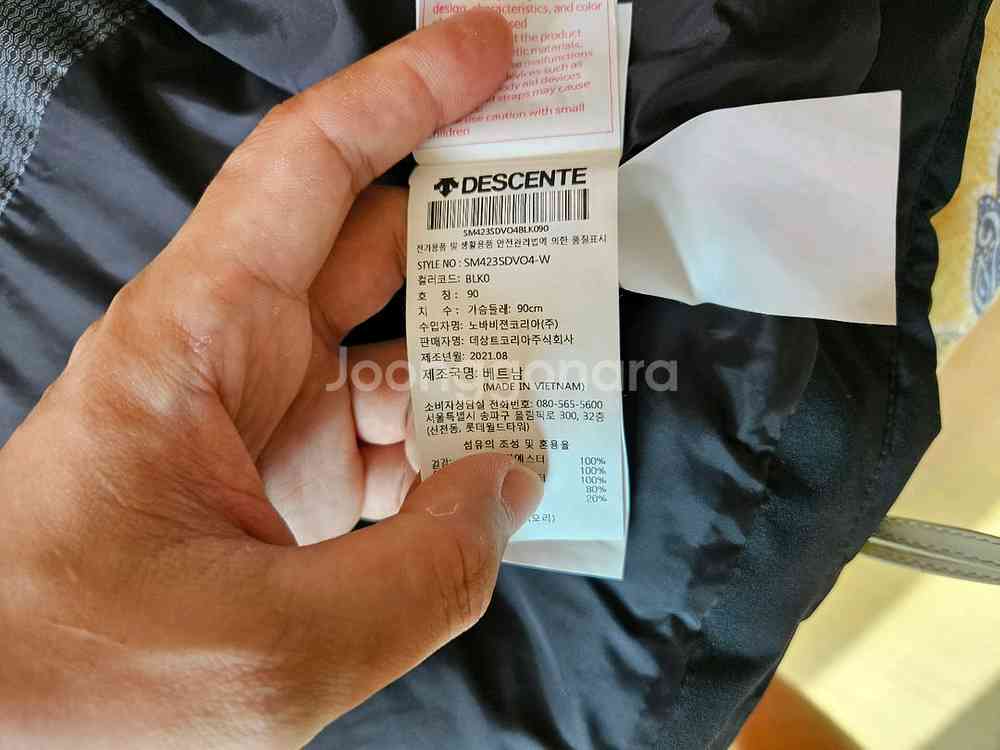 design, characteristics, and color
the product
materials.
malfunctions
devices such as
body aid devices
straps may cause
caution with small
children
DESCENTE
SM423SDVO4BLK090
전기용품 및 생활용품 안전관리법에 의한 품질표시
STYLE NO : SM423SDVO4-W
컬러코드: BLK0
호 칭 : 90
치 수 : 가슴둘레: 90cm
수입자명: 노바비젼코리아(주)
판매자명: 데상트코리아주식회사
제조년월: 2021.08
제조국명: 베트남
(MADE IN VIETNAM)
소비자상담실 전화번호: 080-565-5600
서울특별시 송파구 올림픽로 300, 32층
(신천동, 롯데월드타워)
섬유의 조성 및 혼용율
겉감: 100%
100%
100%
80%
20%
(오리)
Joonggonara